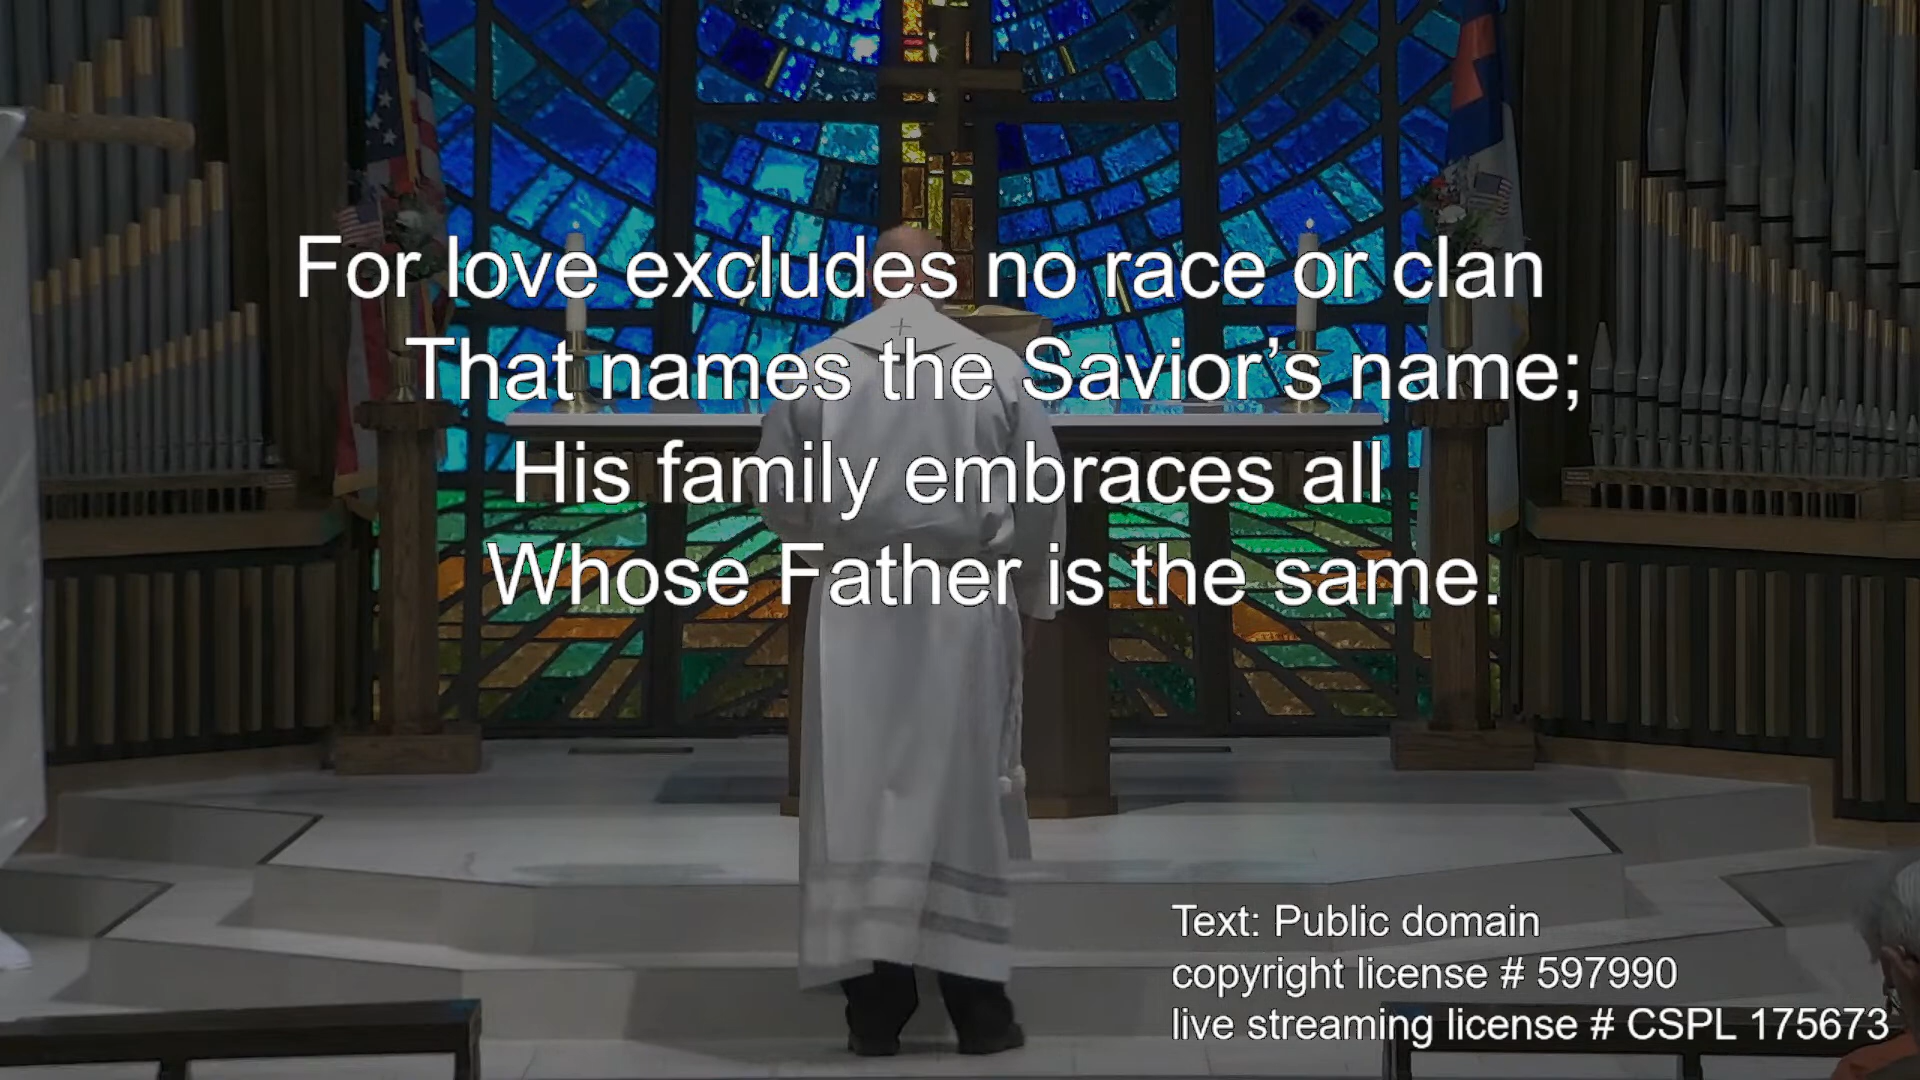 For love excludes no race or clan
That names the Savior’s name;
His family embraces all
Whose Father is the same.
Text: Public domain
copyright license # 597990
live streaming license # CSPL 175673